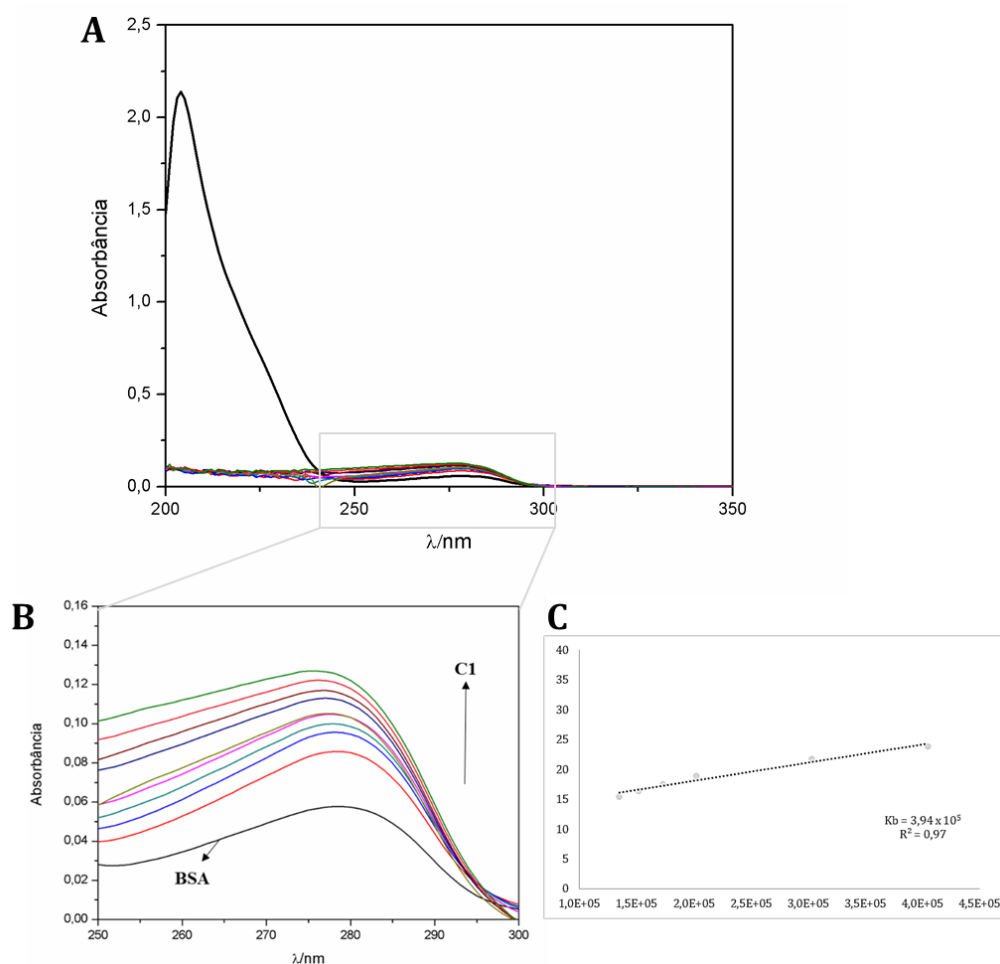 A
2,5
2,0
1,5
1,0
0,5
0,0
Absorbância
200
250
300
350
λ/nm
B
0,16
0,14
0,12
0,10
0,08
0,06
0,04
0,02
0,00
Absorbância
C1
BSA
250
260
270
280
290
300
λ/nm
C
40
35
30
25
20
15
10
5
0
Kb = 3,94 x 10⁵
R² = 0,97
1,0E+05
1,5E+05
2,0E+05
2,5E+05
3,0E+05
3,5E+05
4,0E+05
4,5E+05